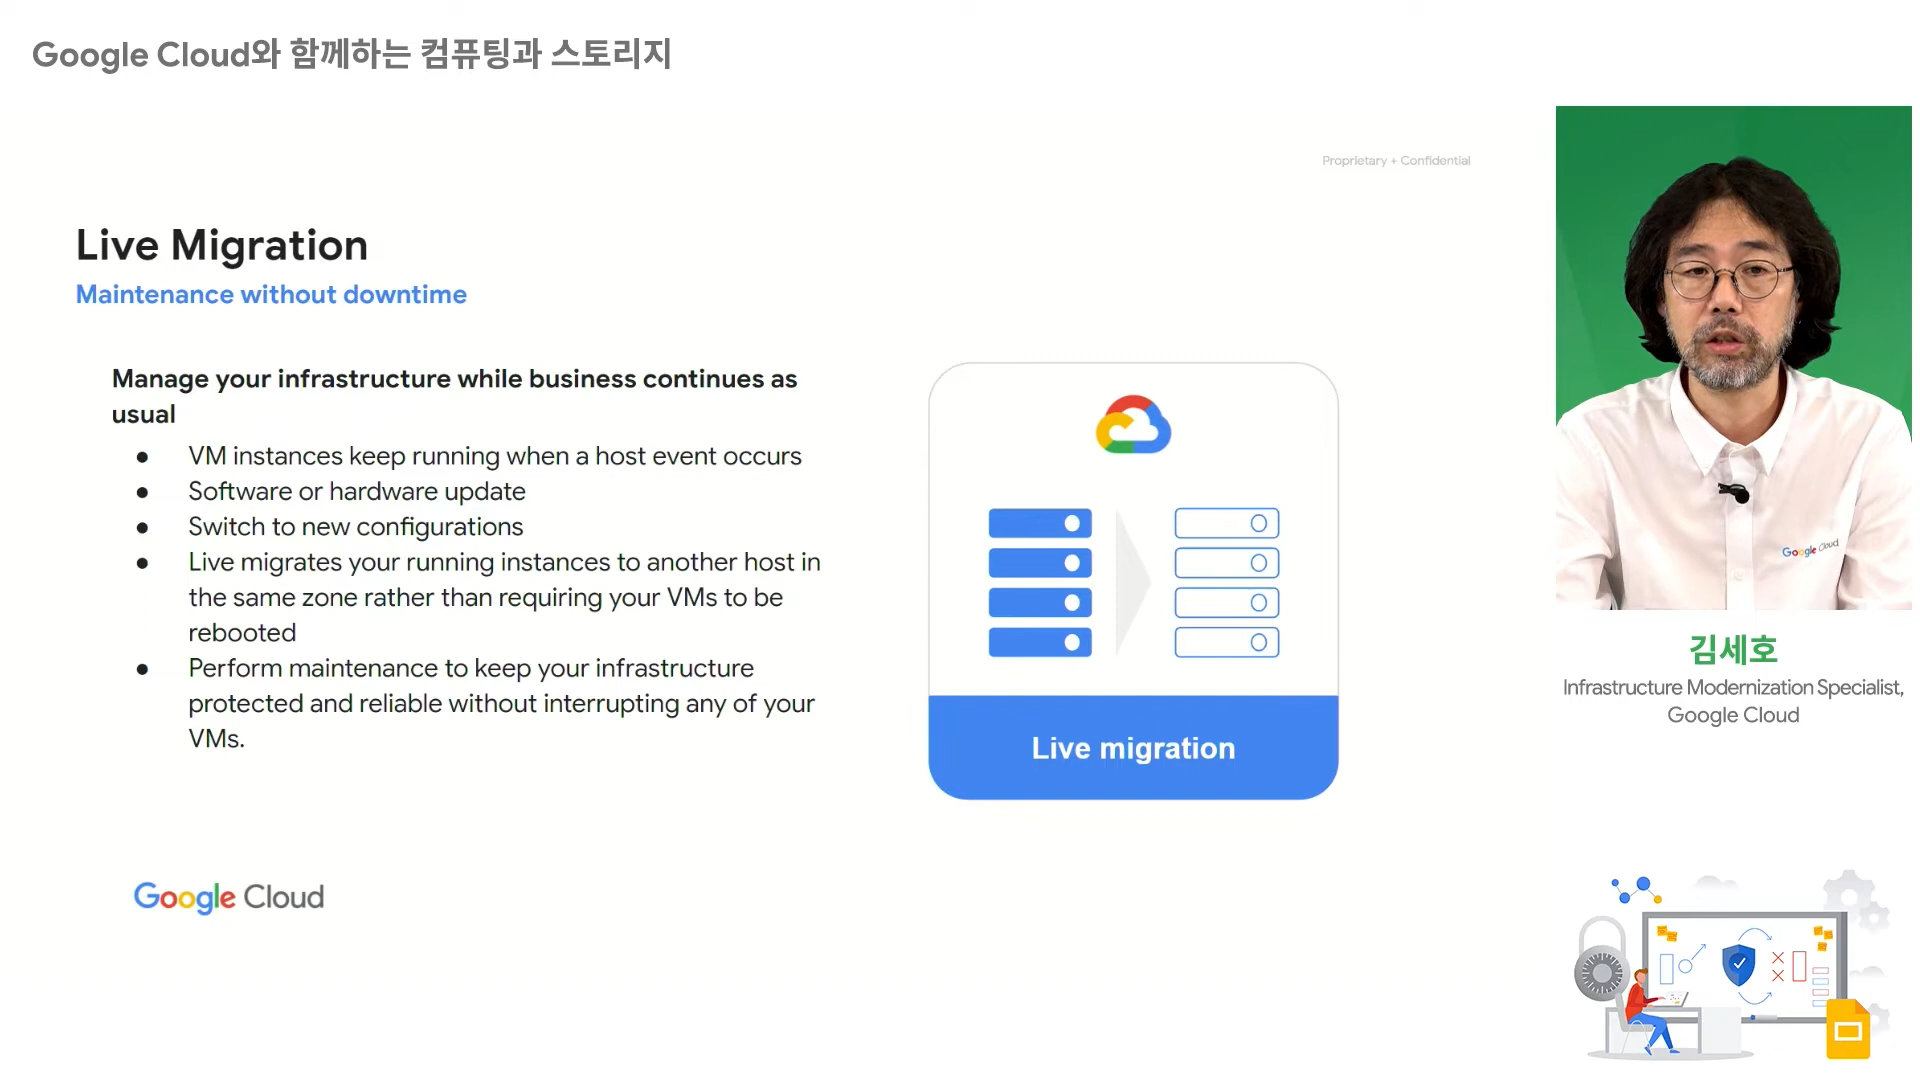 Google Cloud와 함께하는 컴퓨팅과 스토리지
Proprietary + Confidential
Live Migration
Maintenance without downtime
Manage your infrastructure while business continues as
usual
● VM instances keep running when a host event occurs
● Software or hardware update
● Switch to new configurations
● Live migrates your running instances to another host in
the same zone rather than requiring your VMs to be
rebooted
● Perform maintenance to keep your infrastructure
protected and reliable without interrupting any of your
VMs.
Live migration
Google Cloud
Google Cloud
김세호
Infrastructure Modernization Specialist,
Google Cloud